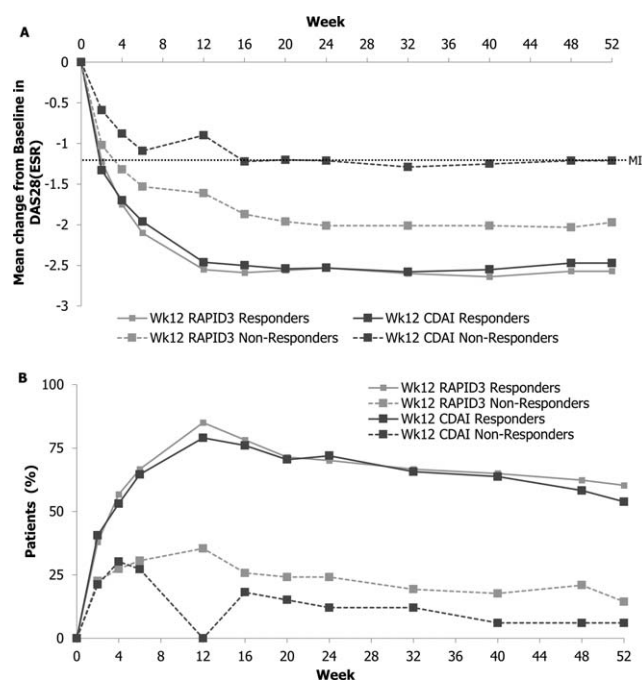 Week
A
0 4 8 12 16 20 24 28 32 36 40 44 48 52
0
-0.5
-1
-1.5
-2
-2.5
-3
Mean change from Baseline in
DAS28(ESR)
MI
Wk12 RAPID3 Responders Wk12 CDAI Responders
Wk12 RAPID3 Non-Responders Wk12 CDAI Non-Responders
B
100
75
50
25
0
Patients (%)
Wk12 RAPID3 Responders
Wk12 RAPID3 Non-Responders
Wk12 CDAI Responders
Wk12 CDAI Non-Responders
0 4 8 12 16 20 24 28 32 36 40 44 48 52
Week